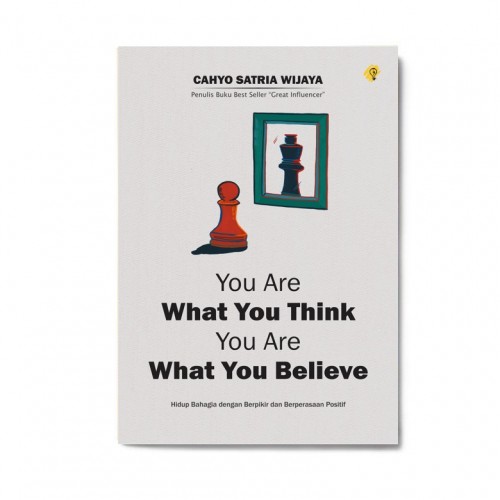 CAHYO SATRIA WIJAYA
Penulis Buku Best Seller "Great Influencer"
You Are
What You Think
You Are
What You Believe
Hidup Bahagia dengan Berpikir dan Berperasaan Positif